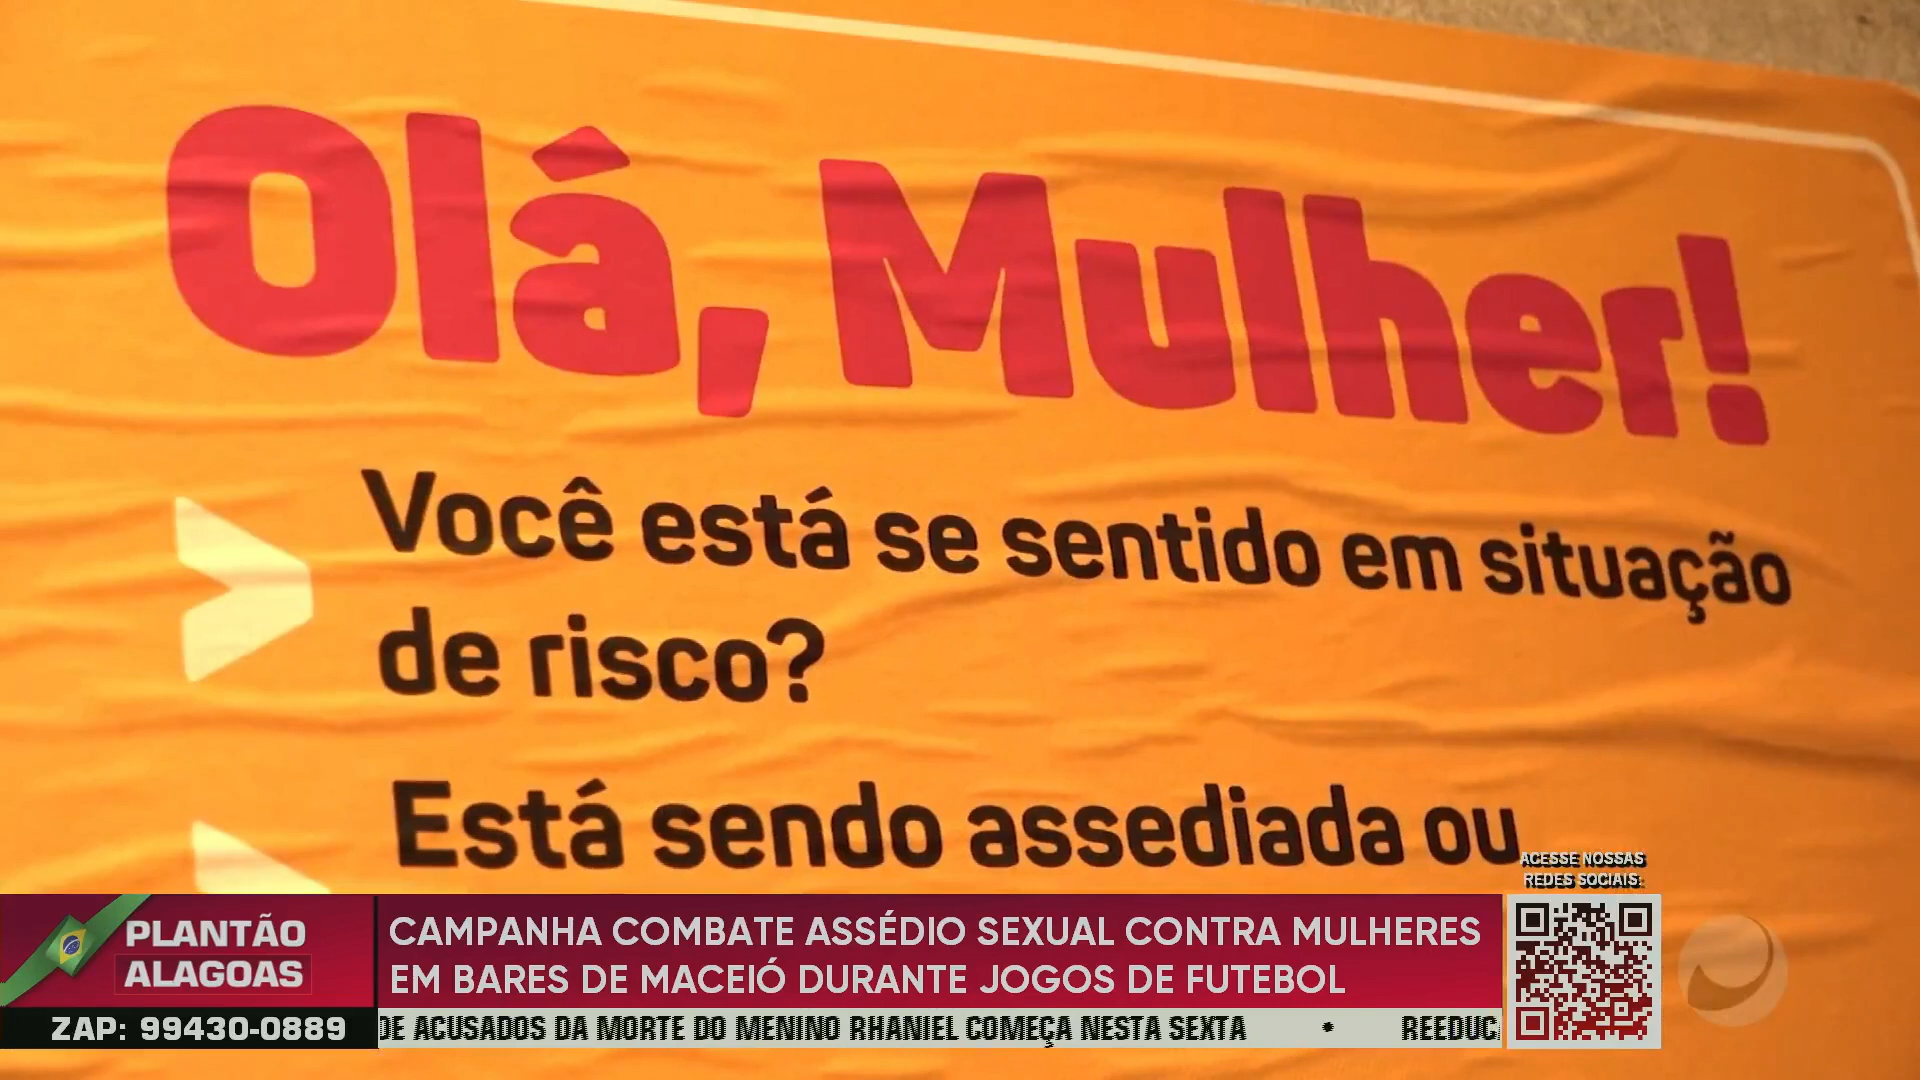 Olá, Mulher!
Você está se sentido em situação
de risco?
Está sendo assediada ou
ACESSE NOSSAS
REDES SOCIAIS:
PLANTÃO
ALAGOAS
CAMPANHA COMBATE ASSÉDIO SEXUAL CONTRA MULHERES
EM BARES DE MACEIÓ DURANTE JOGOS DE FUTEBOL
ZAP: 99430-0889
DE ACUSADOS DA MORTE DO MENINO RHANIEL COMEÇA NESTA SEXTA • REEDUC